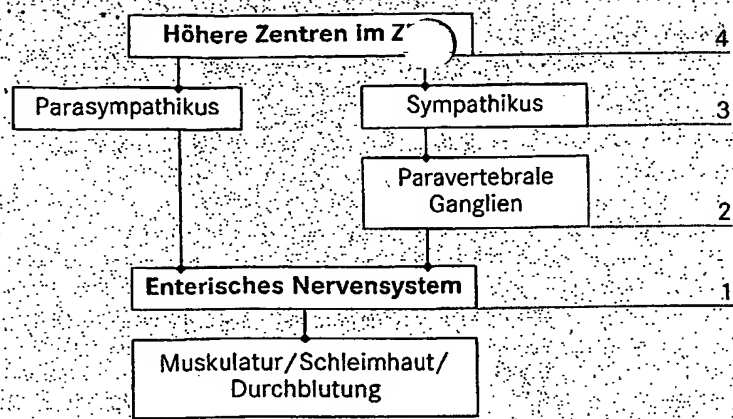 Höhere Zentren im Z
4
Parasympathikus
Sympathikus
3
Paravertebrale
Ganglien
2
Enterisches Nervensystem
1
Muskulatur/Schleimhaut/
Durchblutung